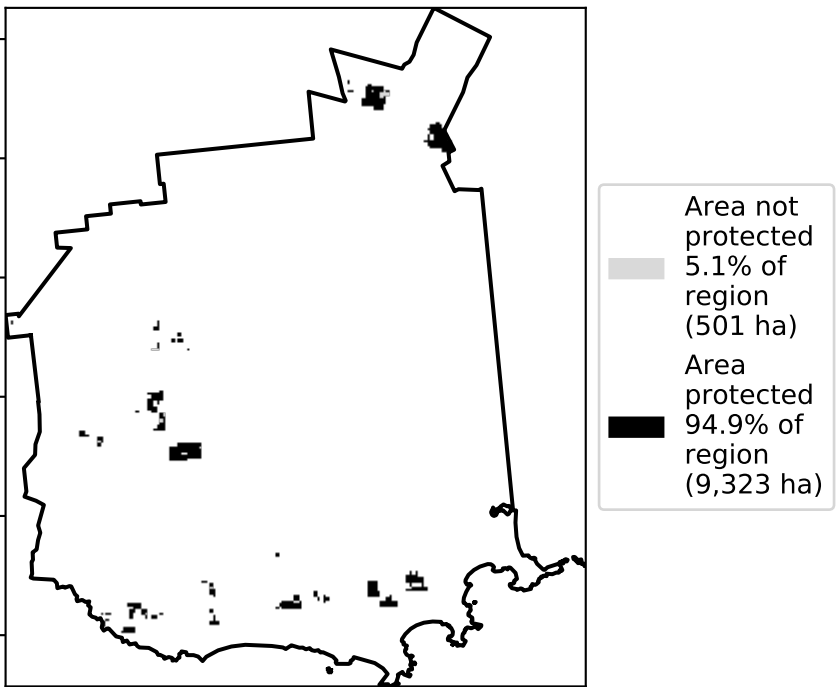 Area not
protected
5.1% of
region
(501 ha)
Area
protected
94.9% of
region
(9,323 ha)